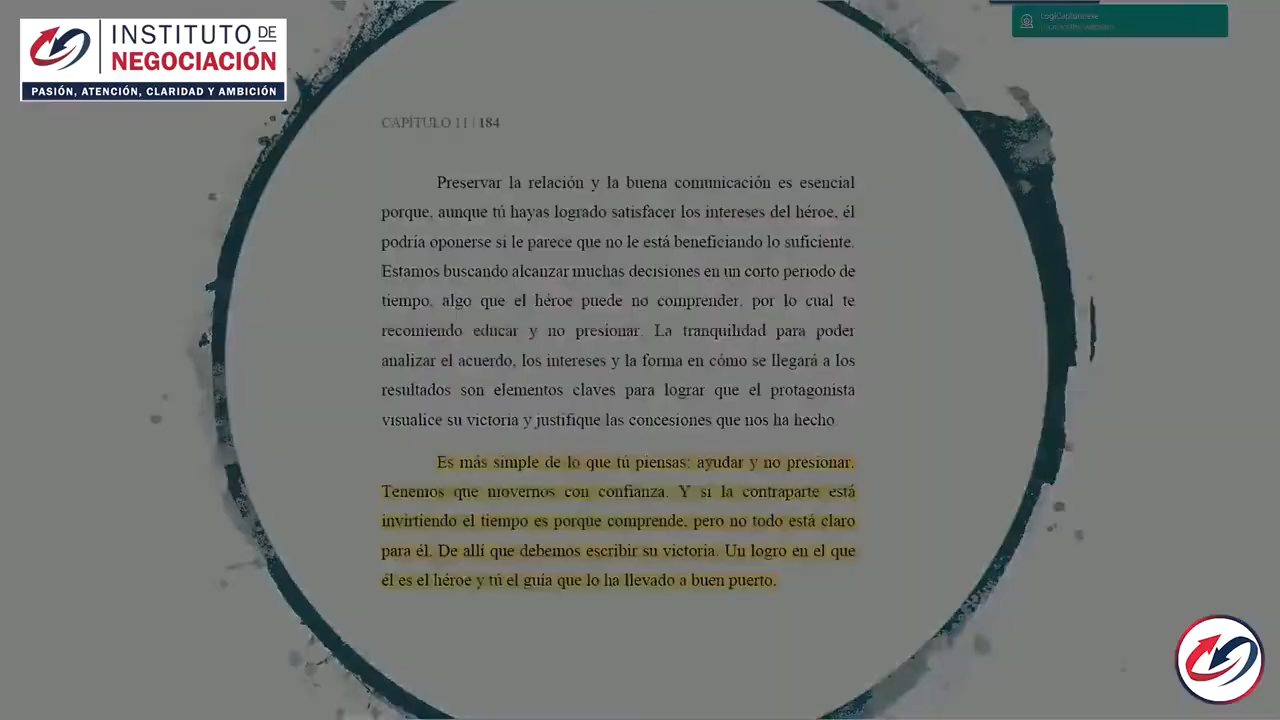 INSTITUTO DE
NEGOCIACIÓN
PASIÓN, ATENCIÓN, CLARIDAD Y AMBICIÓN
CAPÍTULO 11 | 184
Preservar la relación y la buena comunicación es esencial
porque, aunque tú hayas logrado satisfacer los intereses del héroe, él
podría oponerse si le parece que no le está beneficiando lo suficiente.
Estamos buscando alcanzar muchas decisiones en un corto periodo de
tiempo, algo que el héroe puede no comprender, por lo cual te
recomiendo educar y no presionar. La tranquilidad para poder
analizar el acuerdo, los intereses y la forma en cómo se llegará a los
resultados son elementos claves para lograr que el protagonista
visualice su victoria y justifique las concesiones que nos ha hecho.
Es más simple de lo que tú piensas: ayudar y no presionar.
Tenemos que movernos con confianza. Y si la contraparte está
invirtiendo el tiempo es porque comprende, pero no todo está claro
para él. De allí que debemos escribir su victoria. Un logro en el que
él es el héroe y tú el guía que lo ha llevado a buen puerto.